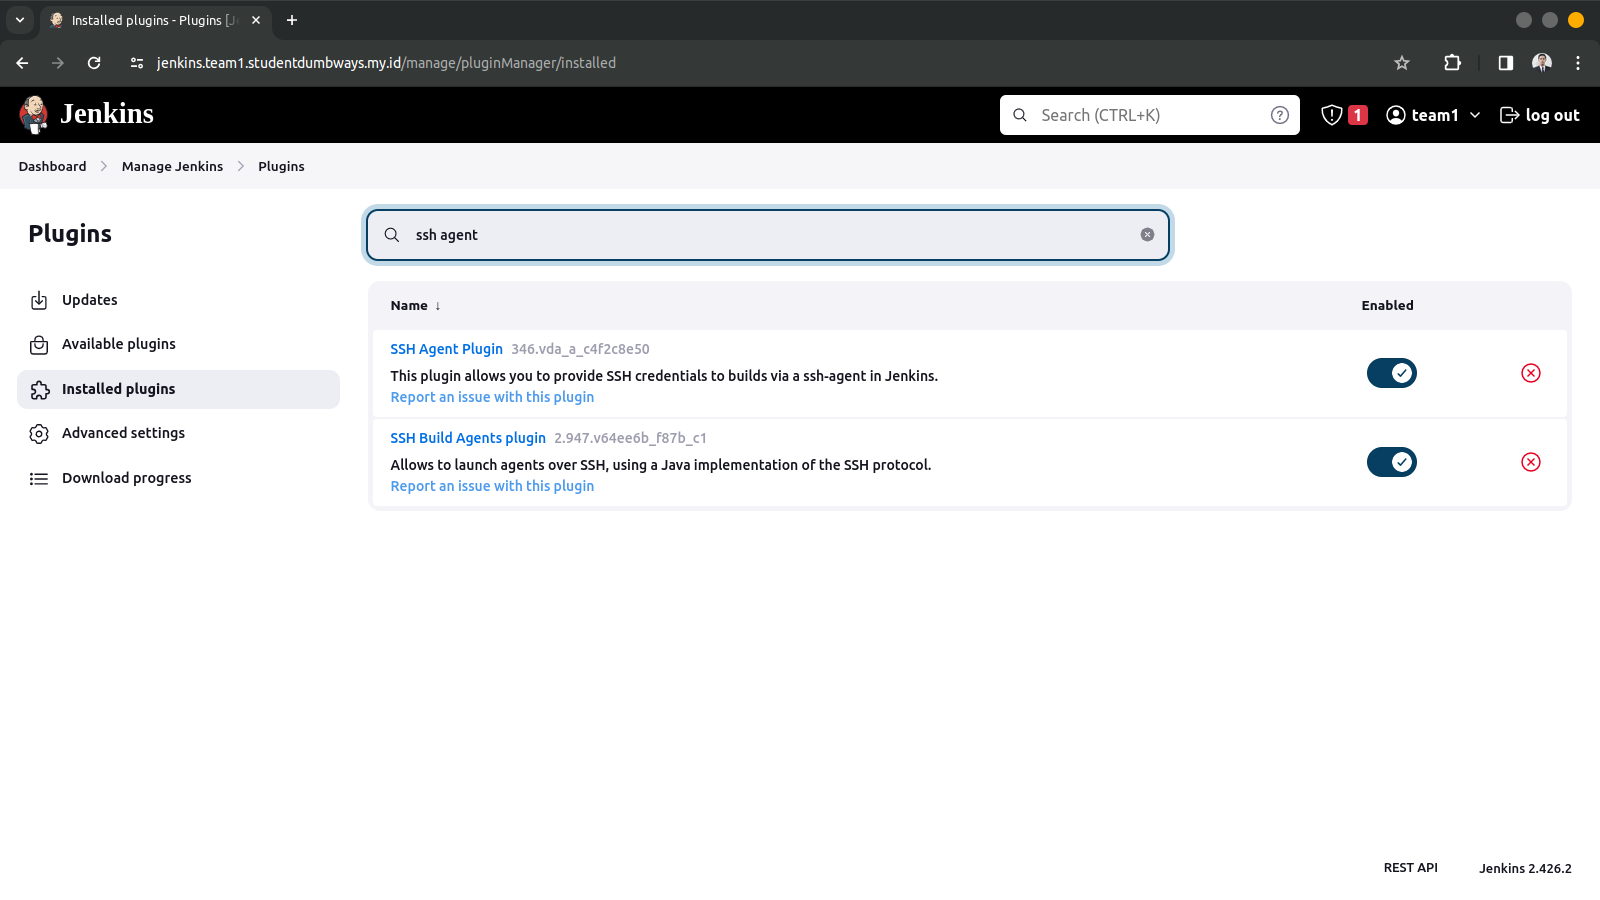 Installed plugins - Plugins [J
jenkins.team1.studentdumbways.my.id/manage/pluginManager/installed
Jenkins
Search (CTRL+K)
?
1
team1
log out
Dashboard
Manage Jenkins
Plugins
Plugins
Updates
Available plugins
Installed plugins
Advanced settings
Download progress
ssh agent
Name ↓
Enabled
SSH Agent Plugin 346.vda_a_c4f2c8e50
This plugin allows you to provide SSH credentials to builds via a ssh-agent in Jenkins.
Report an issue with this plugin
SSH Build Agents plugin 2.947.v64ee6b_f87b_c1
Allows to launch agents over SSH, using a Java implementation of the SSH protocol.
Report an issue with this plugin
REST API
Jenkins 2.426.2